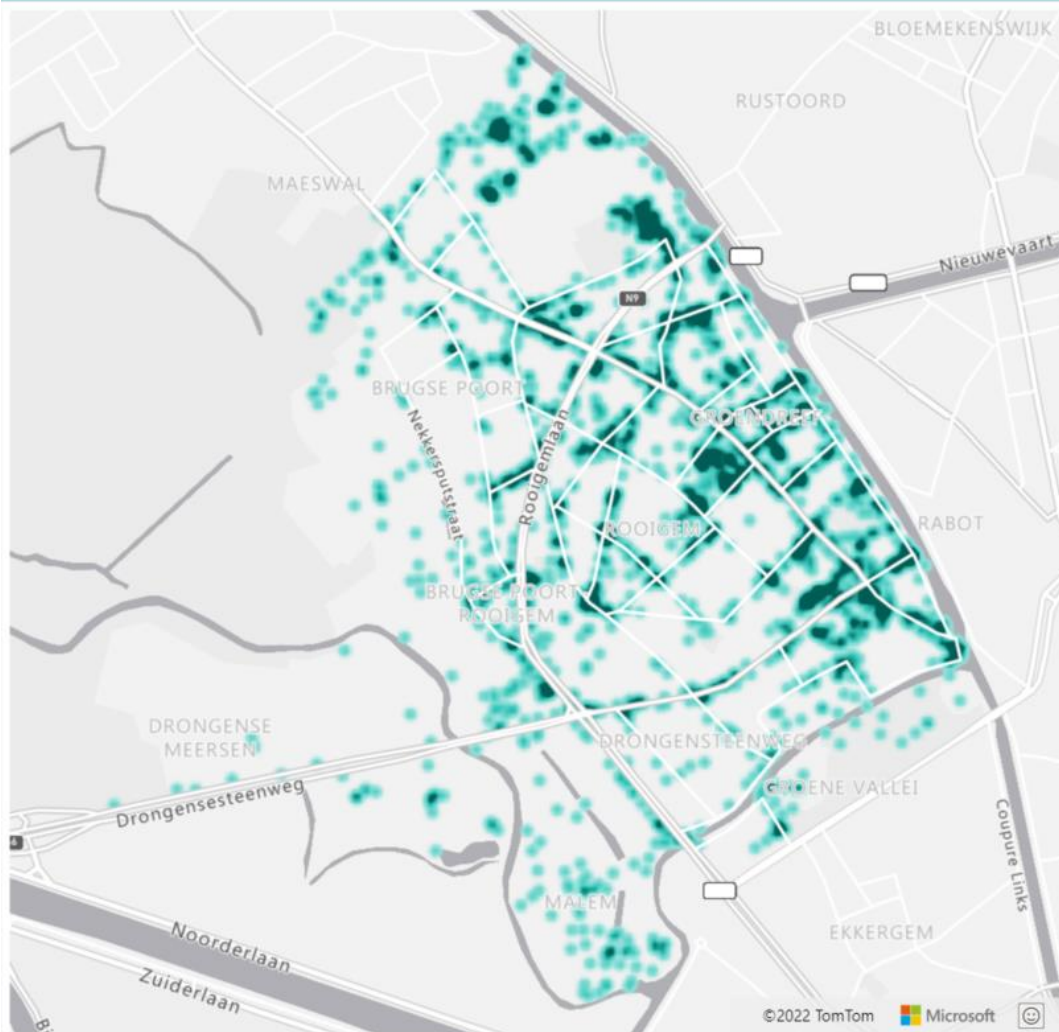 BLOEMEKENSWIJK
RUSTOORD
MAESWAL
Nieuwevaart
N9
BRUGSE POORT
GROENDREEF
Nekkersputstraat
Rooigemlaan
ROOIGEM
RABOT
BRUGSE POORT
ROOIGEM
DRONGENSE
MEERSEN
DRONGENSTEENWEG
GROENE VALLEI
Drongensesteenweg
Coupure Links
MALEM
EKKERGEM
Noorderlaan
Zuiderlaan
©2022 TomTom
Microsoft